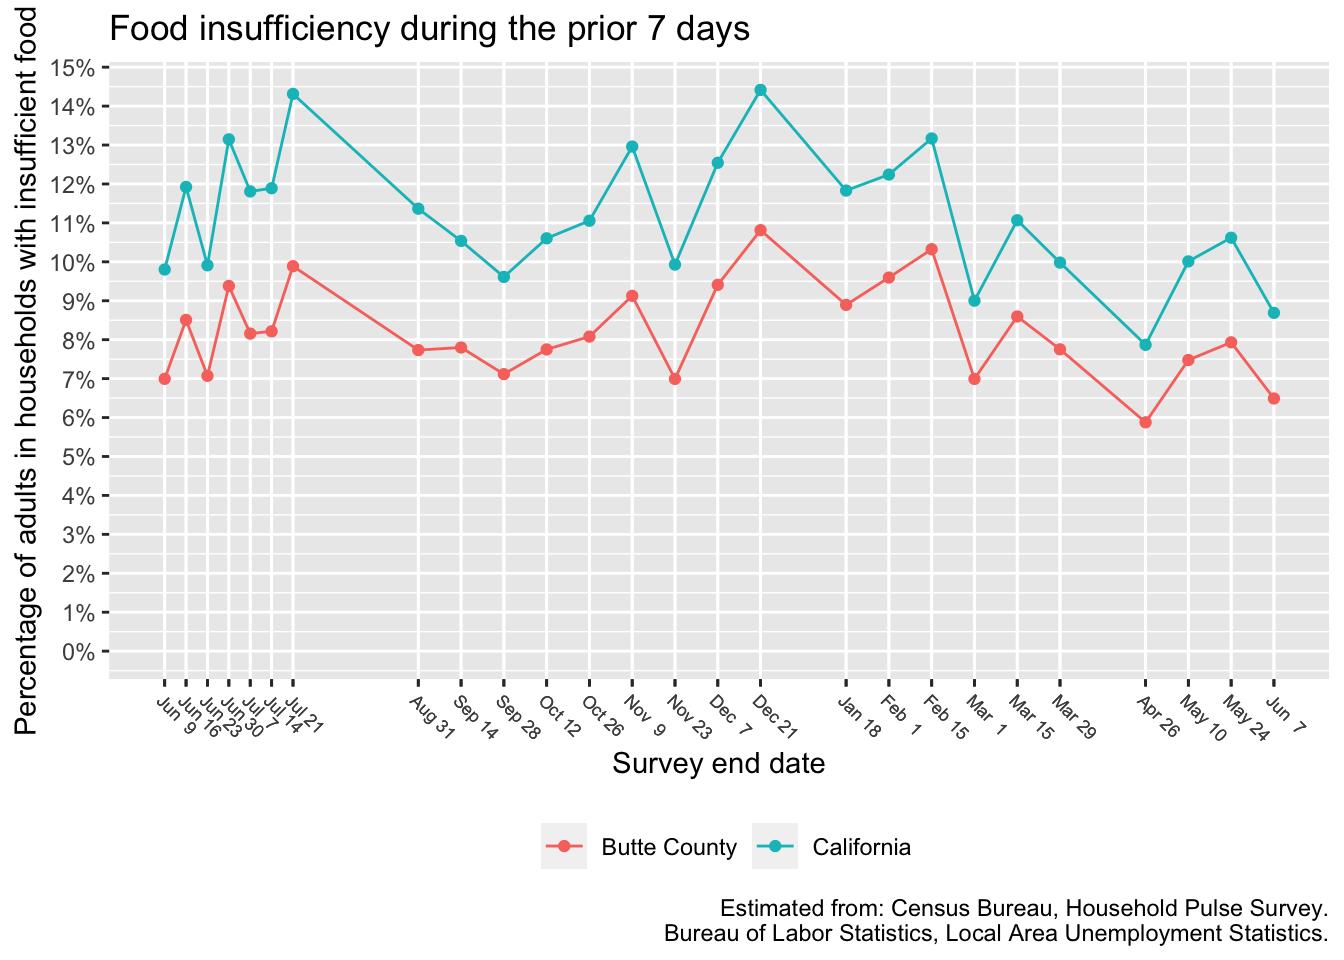 Food insufficiency during the prior 7 days
Percentage of adults in households with insufficient food
15%
14%
13%
12%
11%
10%
9%
8%
7%
6%
5%
4%
3%
2%
1%
0%
Jun 9
Jun 16
Jun 23
Jun 30
Jul 7
Jul 14
Jul 21
Aug 31
Sep 14
Sep 28
Oct 12
Oct 26
Nov 9
Nov 23
Dec 7
Dec 21
Jan 18
Feb 1
Feb 15
Mar 1
Mar 15
Mar 29
Apr 26
May 10
May 24
Jun 7
Survey end date
Butte County
California
Estimated from: Census Bureau, Household Pulse Survey.
Bureau of Labor Statistics, Local Area Unemployment Statistics.